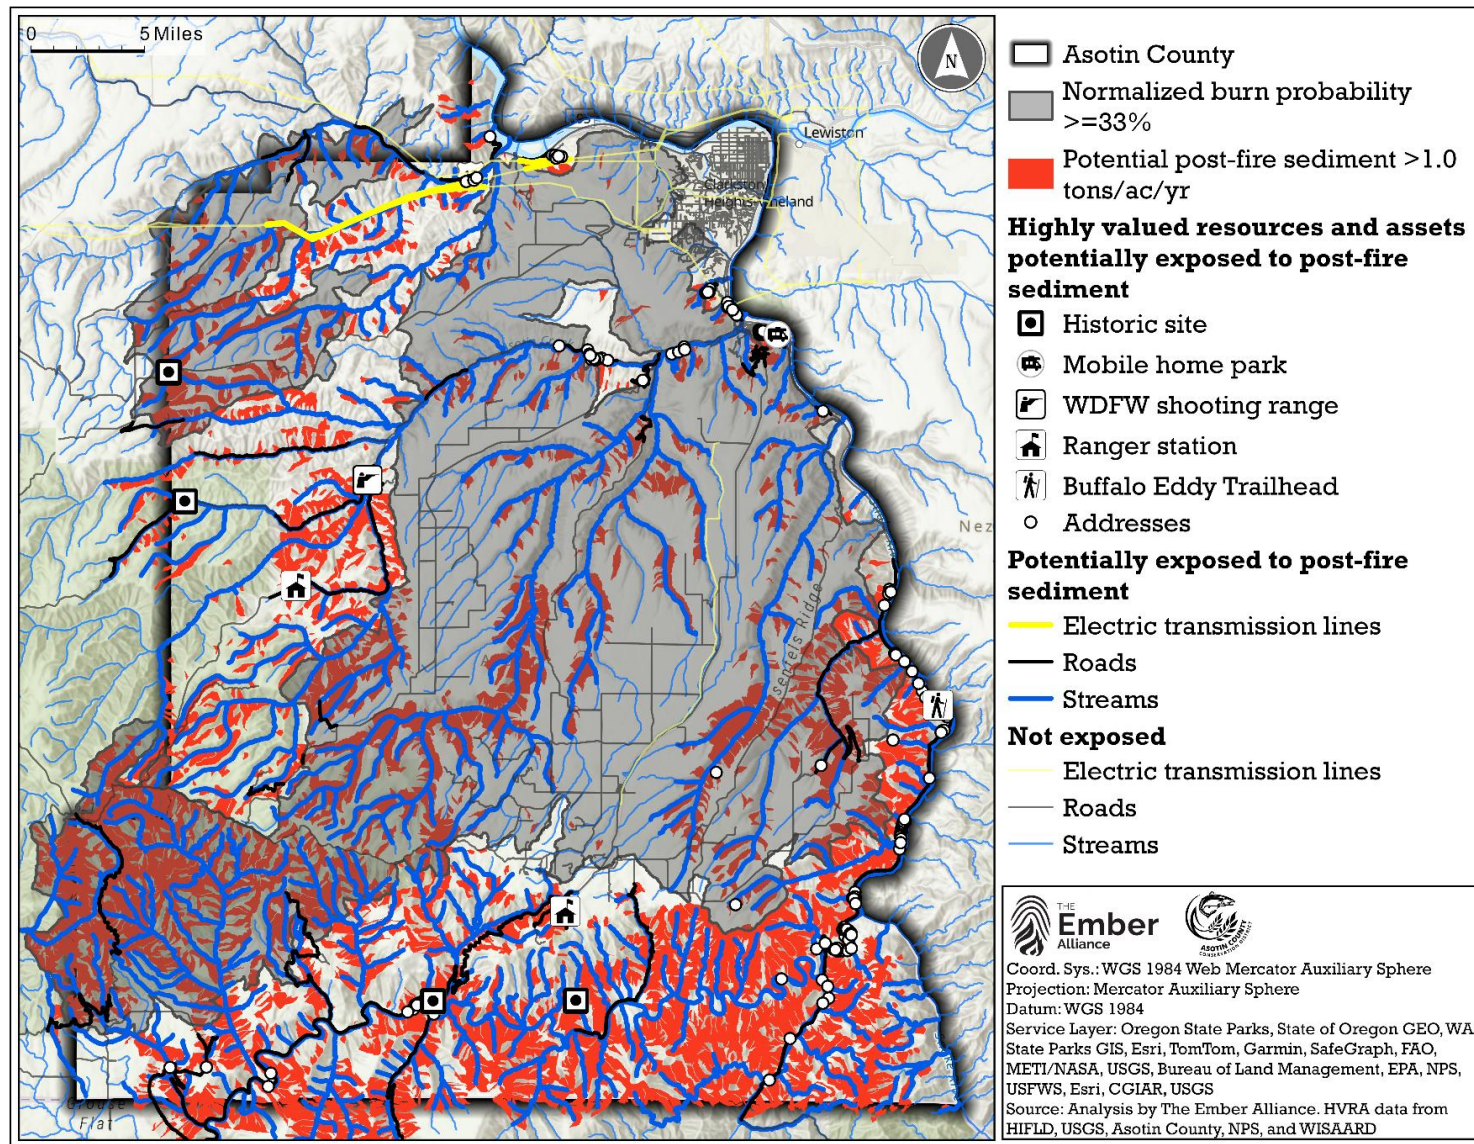 0 5 Miles
N
Lewiston
Clarkston
Heights-Vineland
Nez
Ridge
Grouse
Flat
Asotin County
Normalized burn probability
>=33%
Potential post-fire sediment >1.0
tons/ac/yr
Highly valued resources and assets
potentially exposed to post-fire
sediment
Historic site
Mobile home park
WDFW shooting range
Ranger station
Buffalo Eddy Trailhead
Addresses
Potentially exposed to post-fire
sediment
Electric transmission lines
Roads
Streams
Not exposed
Electric transmission lines
Roads
Streams
THE
Ember
Alliance
ASOTIN COUNTY
CONSERVATION DISTRICT
Coord. Sys.: WGS 1984 Web Mercator Auxiliary Sphere
Projection: Mercator Auxiliary Sphere
Datum: WGS 1984
Service Layer: Oregon State Parks, State of Oregon GEO, WA
State Parks GIS, Esri, TomTom, Garmin, SafeGraph, FAO,
METI/NASA, USGS, Bureau of Land Management, EPA, NPS,
USFWS, Esri, CGIAR, USGS
Source: Analysis by The Ember Alliance. HVRA data from
HIFLD, USGS, Asotin County, NPS, and WISAARD